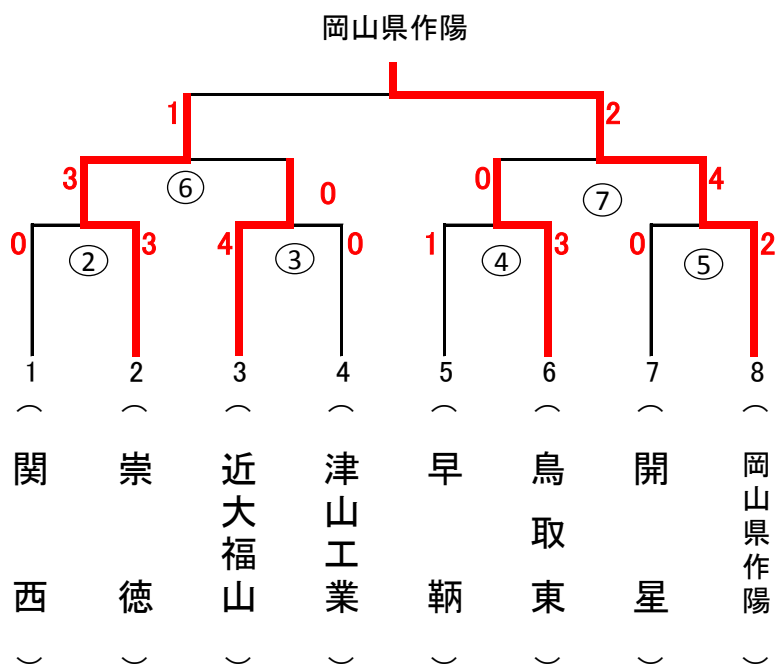 岡山県作陽
1 2
3 ⑥ 0 0 ⑦ 4
0 ② 3 4 ③ 0 1 ④ 3 0 ⑤ 2
1 2 3 4 5 6 7 8
（関西）
（崇徳）
（近大福山）
（津山工業）
（早鞆）
（鳥取東）
（開星）
（岡山県作陽）